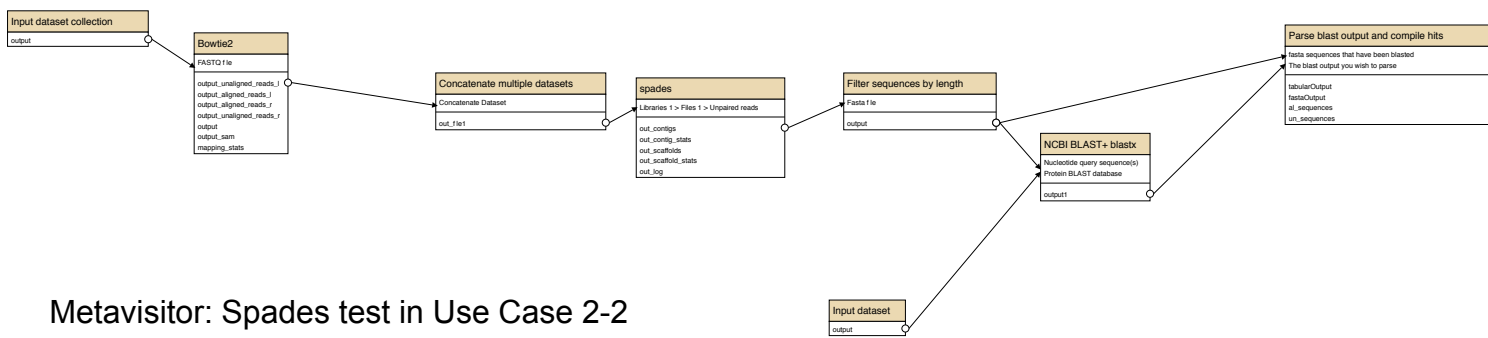 Input dataset collection
output
Bowtie2
FASTQ f le
output_unaligned_reads_l
output_aligned_reads_l
output_aligned_reads_r
output_unaligned_reads_r
output
output_sam
mapping_stats
Concatenate multiple datasets
Concatenate Dataset
out_f le1
spades
Libraries 1 > Files 1 > Unpaired reads
out_contigs
out_contig_stats
out_scaffolds
out_scaffold_stats
out_log
Filter sequences by length
Fasta f le
output
NCBI BLAST+ blastx
Nucleotide query sequence(s)
Protein BLAST database
output1
Parse blast output and compile hits
fasta sequences that have been blasted
The blast output you wish to parse
tabularOutput
fastaOutput
al_sequences
un_sequences
Input dataset
output
Metavisitor: Spades test in Use Case 2-2